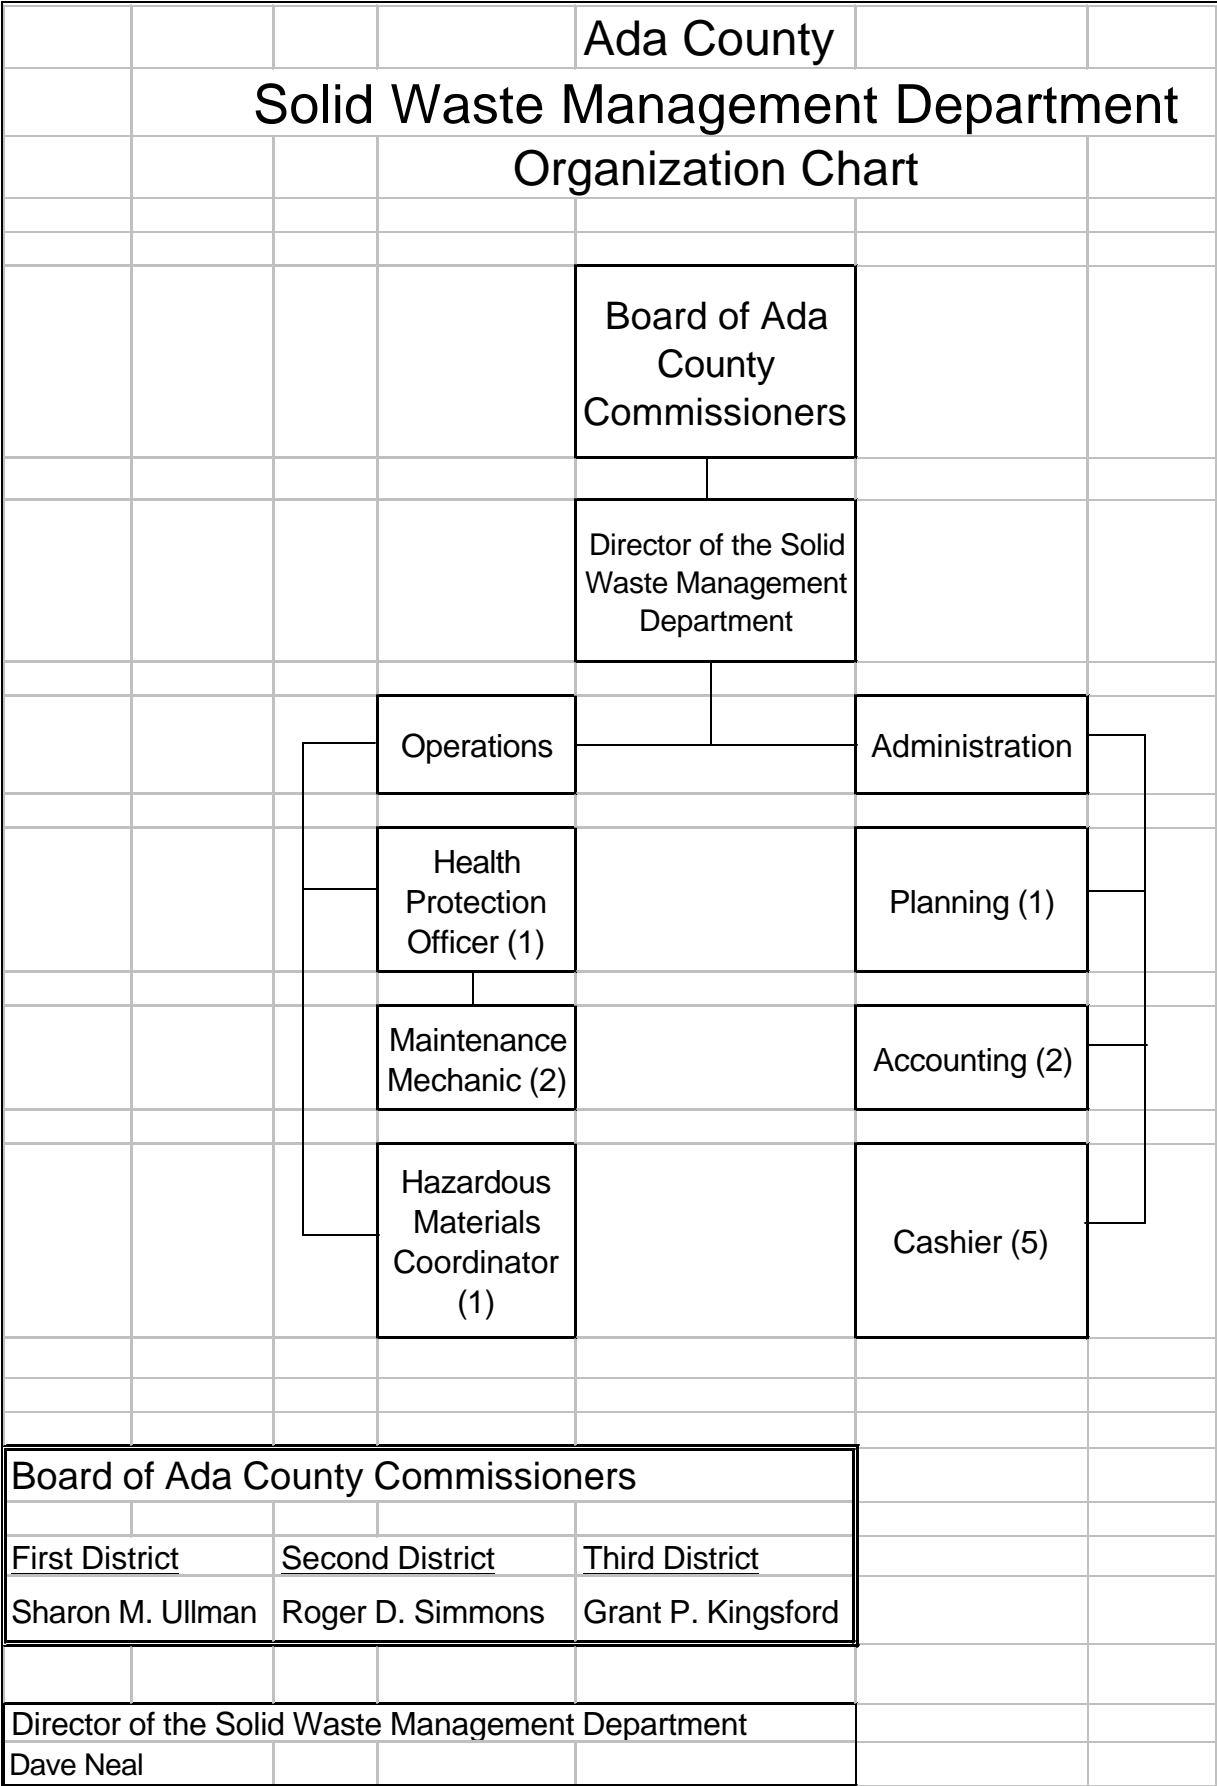 Ada County
Solid Waste Management Department
Organization Chart
Board of Ada
County
Commissioners
Director of the Solid
Waste Management
Department
Operations
Administration
Health
Protection
Officer (1)
Planning (1)
Maintenance
Mechanic (2)
Accounting (2)
Hazardous
Materials
Coordinator
(1)
Cashier (5)
Board of Ada County Commissioners
First District Second District Third District
Sharon M. Ullman Roger D. Simmons Grant P. Kingsford
Director of the Solid Waste Management Department
Dave Neal